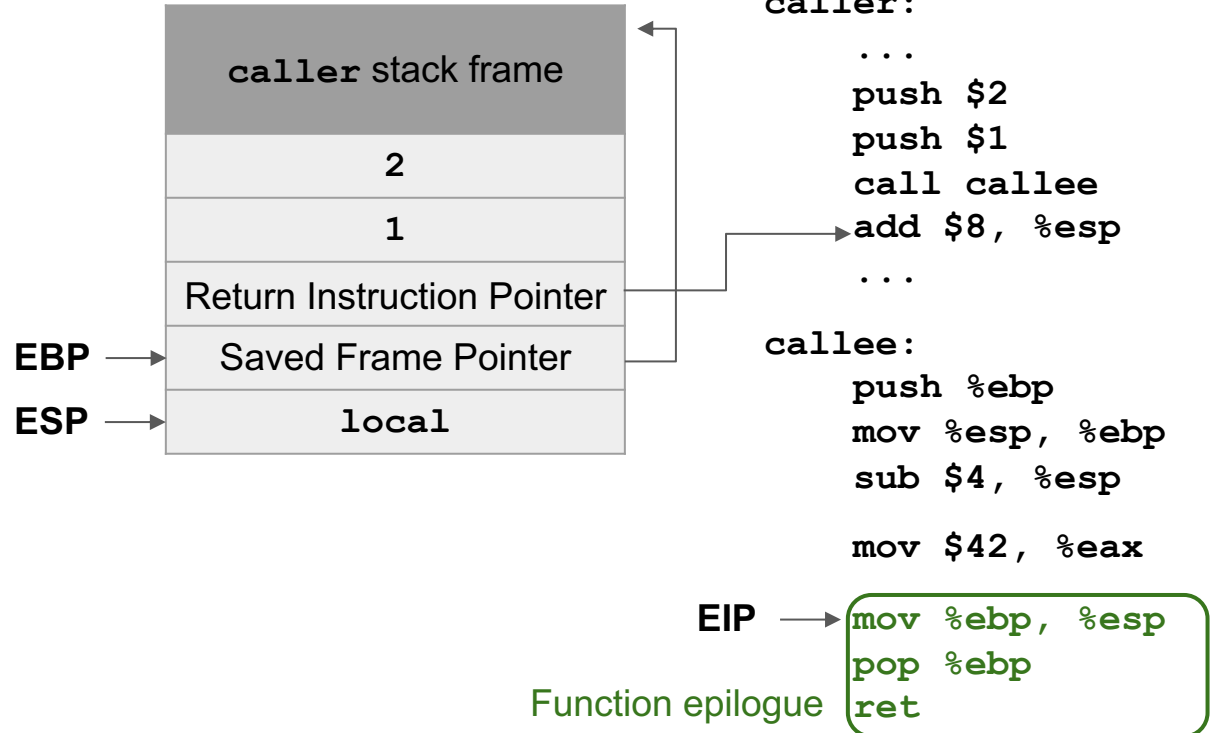 caller stack frame
2
1
Return Instruction Pointer
EBP
Saved Frame Pointer
ESP
local
caller:
...
push $2
push $1
call callee
add $8, %esp
...
callee:
push %ebp
mov %esp, %ebp
sub $4, %esp
mov $42, %eax
EIP
mov %ebp, %esp
pop %ebp
Function epilogue
ret